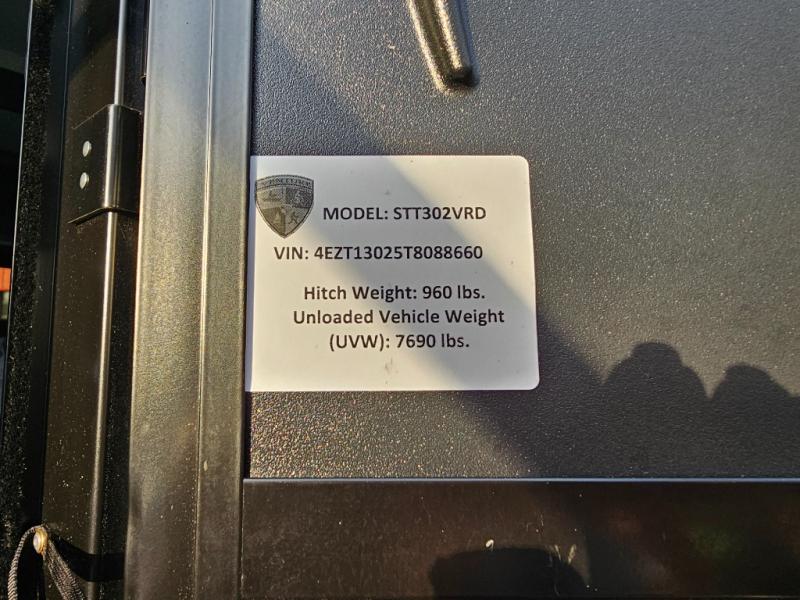 MODEL: STT302VRD
VIN: 4EZT13025T8088660
Hitch Weight: 960 lbs.
Unloaded Vehicle Weight
(UVW): 7690 lbs.